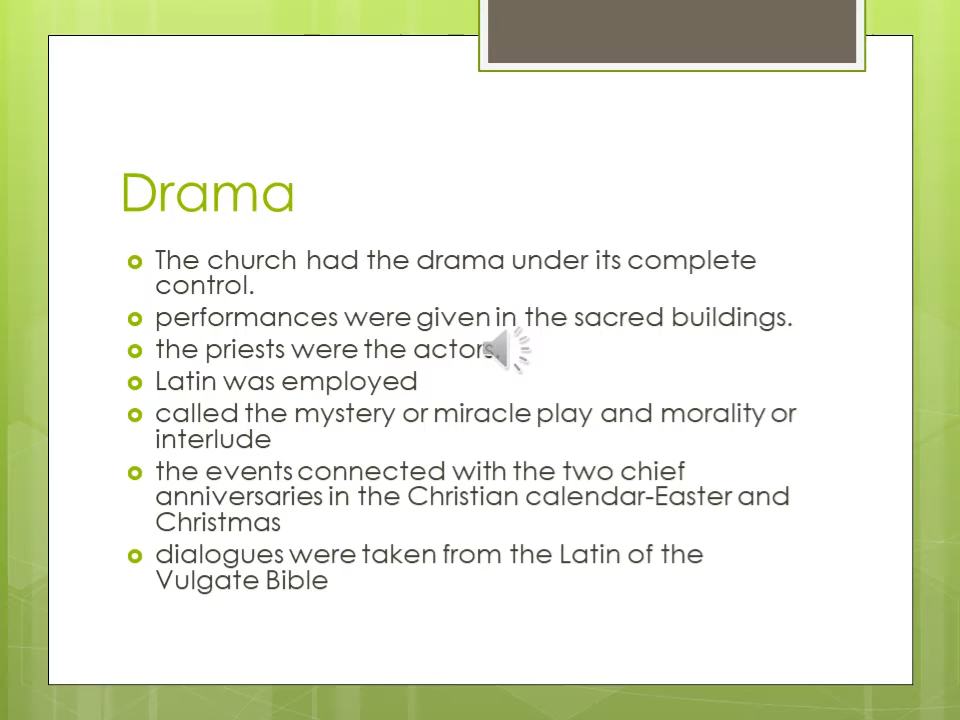 Drama
The church had the drama under its complete
control.
performances were given in the sacred buildings.
the priests were the actors.
Latin was employed
called the mystery or miracle play and morality or
interlude
the events connected with the two chief
anniversaries in the Christian calendar-Easter and
Christmas
dialogues were taken from the Latin of the
Vulgate Bible